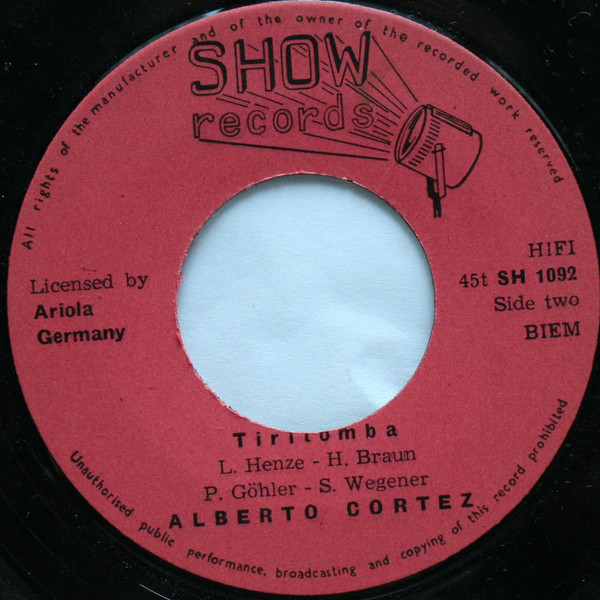 All rights of the manufacturer and of the owner of the recorded work reserved
SHOW
records
Licensed by
Ariola
Germany
HIFI
45t SH 1092
Side two
BIEM
Tiritomba
L. Henze - H. Braun
P. Göhler - S. Wegener
ALBERTO CORTEZ
Unauthorised public performance, broadcasting and copying of this record prohibited